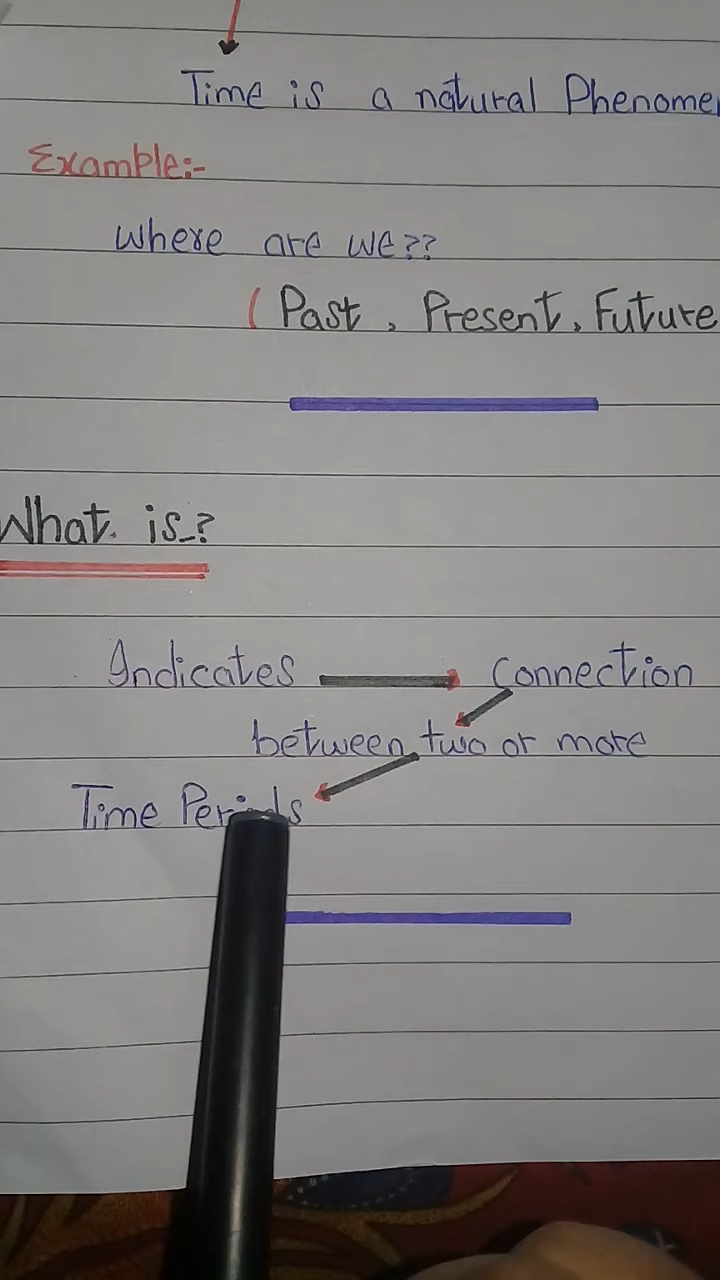 Time is a natural Phenome
Example:-
where are we??
(Past, Present, Future
What is?
Indicates connection
between two or more
Time Periods